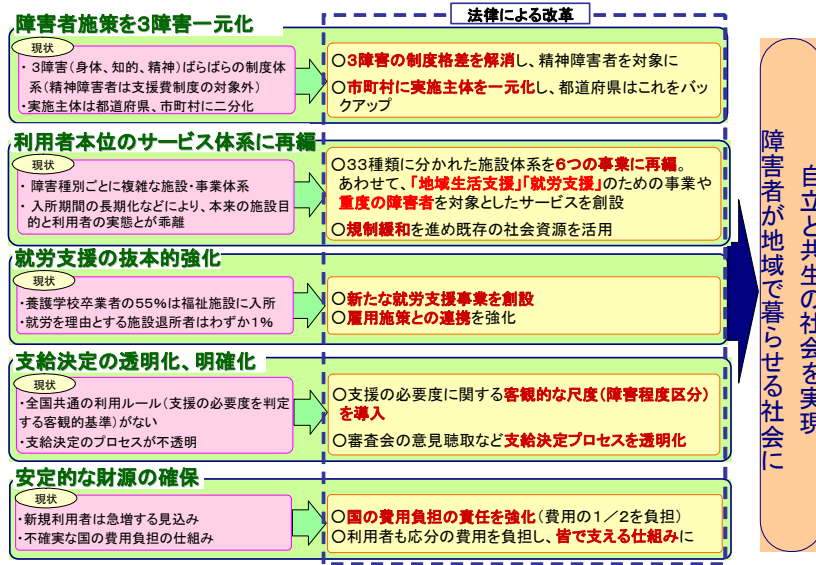 法律による改革
障害者施策を3障害一元化
現状
・ 3障害(身体、知的、精神)ばらばらの制度体
系(精神障害者は支援費制度の対象外)
・実施主体は都道府県、市町村に二分化
○3障害の制度格差を解消し、精神障害者を対象に
○市町村に実施主体を一元化し、都道府県はこれをバッ
クアップ
利用者本位のサービス体系に再編
現状
・ 障害種別ごとに複雑な施設・事業体系
・ 入所期間の長期化などにより、本来の施設目
的と利用者の実態とが乖離
○33種類に分かれた施設体系を6つの事業に再編。
あわせて、「地域生活支援」「就労支援」のための事業や
重度の障害者を対象としたサービスを創設
○規制緩和を進め既存の社会資源を活用
就労支援の抜本的強化
現状
・養護学校卒業者の55%は福祉施設に入所
・就労を理由とする施設退所者はわずか1%
○新たな就労支援事業を創設
○雇用施策との連携を強化
支給決定の透明化、明確化
現状
・全国共通の利用ルール(支援の必要度を判定
する客観的基準)がない
・支給決定のプロセスが不透明
○支援の必要度に関する客観的な尺度(障害程度区分)
を導入
○審査会の意見聴取など支給決定プロセスを透明化
安定的な財源の確保
現状
・新規利用者は急増する見込み
・不確実な国の費用負担の仕組み
○国の費用負担の責任を強化(費用の1/2を負担)
○利用者も応分の費用を負担し、皆で支える仕組みに
自立と共生の社会を実現
障害者が地域で暮らせる社会に